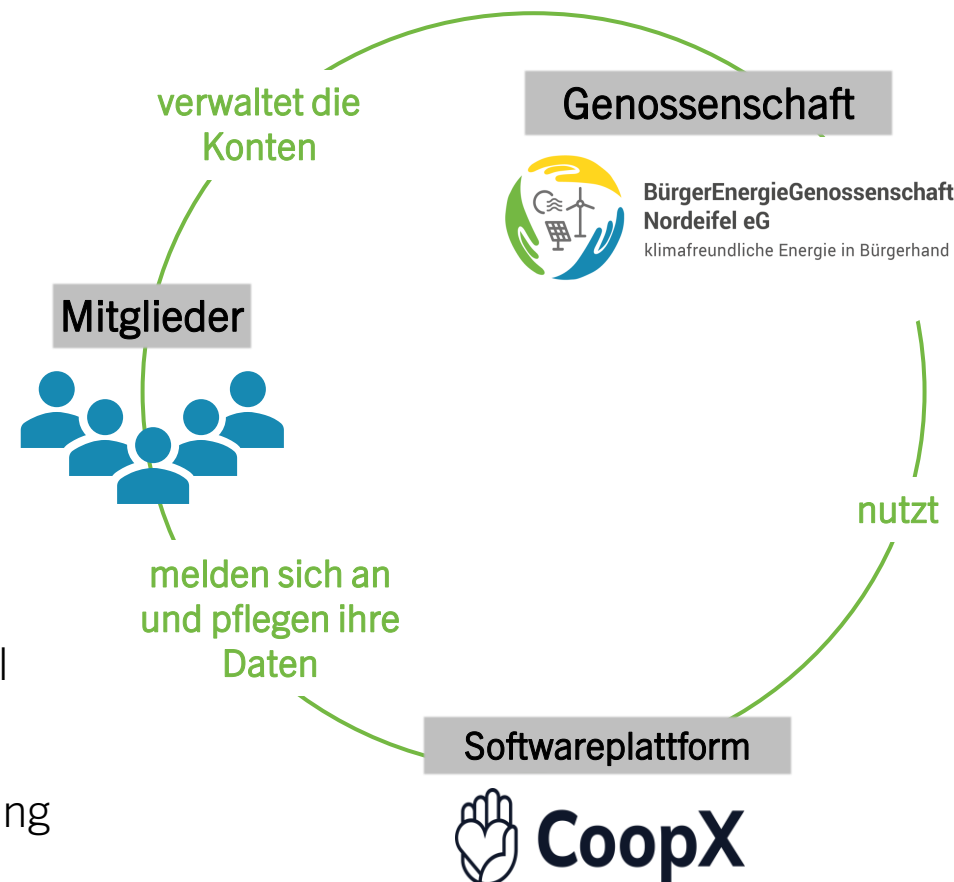 verwaltet die
Konten
Genossenschaft
BürgerEnergieGenossenschaft
Nordeifel eG
klimafreundliche Energie in Bürgerhand
Mitglieder
nutzt
melden sich an
und pflegen ihre
Daten
l
Softwareplattform
ng
CoopX